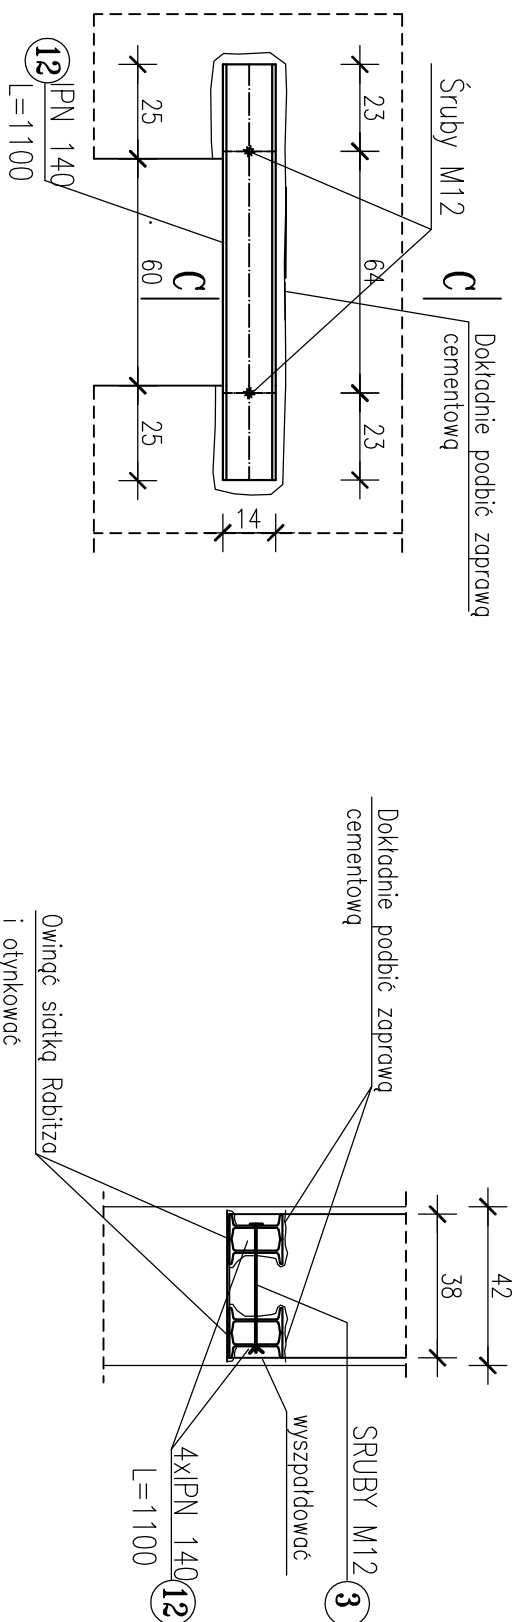 Śruby M12
C
Dokładnie podbić zaprawą
cementową
23
64
23
14
C
25
60
25
12
IPN 140
L=1100
42
38
Dokładnie podbić zaprawą
cementową
ŚRUBY M12
3
wyszpałdować
4xIPN 140
L=1100
12
Owinąć siatką Rabitza
i otynkować